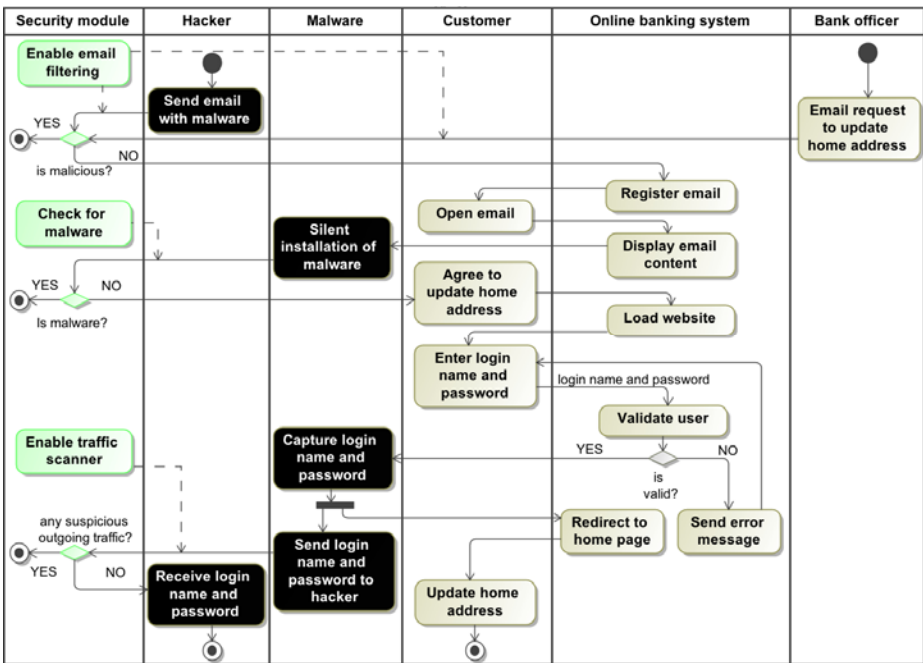 Security module
Hacker
Malware
Customer
Online banking system
Bank officer
Enable email
filtering
Send email
with malware
YES
Email request
to update
home address
NO
is malicious?
Register email
Check for
malware
Open email
Silent
installation of
malware
Display email
content
YES
NO
Agree to
update home
address
Is malware?
Load website
Enter login
name and
password
login name and password
Validate user
Enable traffic
scanner
Capture login
name and
password
YES
NO
is
valid?
any suspicious
outgoing traffic?
Redirect to
home page
Send error
message
Send login
name and
password to
hacker
YES
NO
Receive login
name and
password
Update home
address